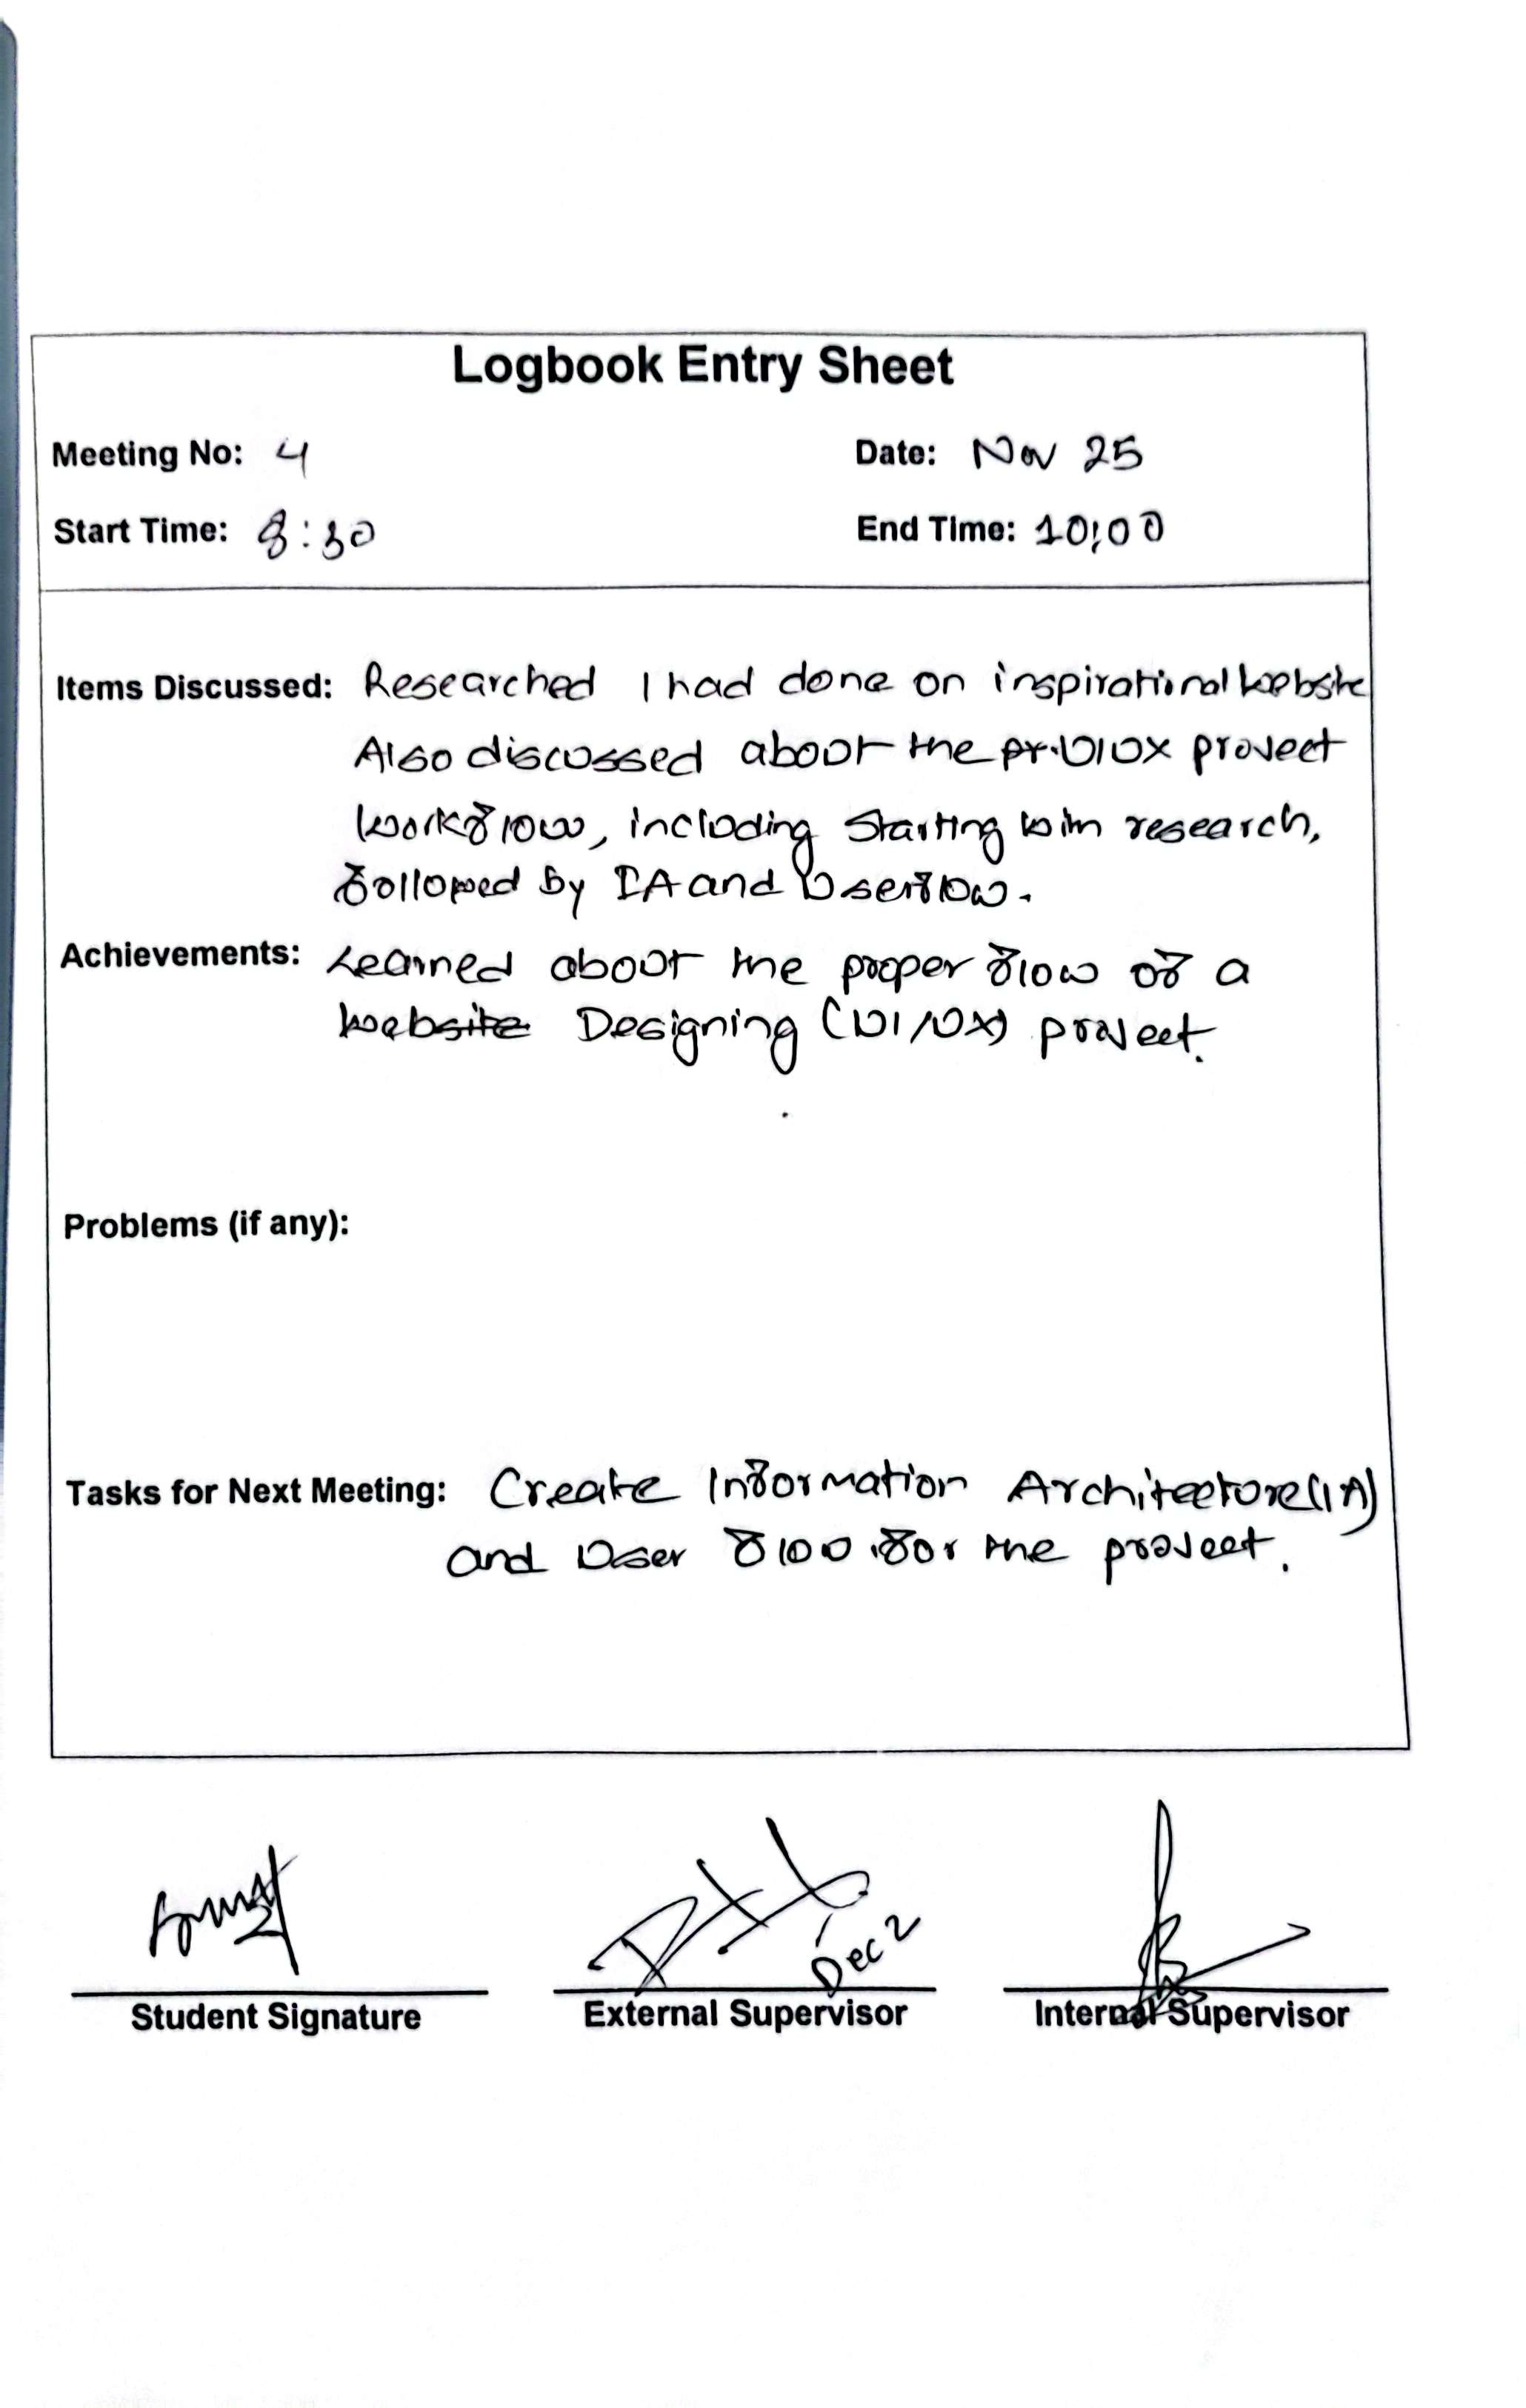 Logbook Entry Sheet
Meeting No: 4 Date: Nov 25
Start Time: 8:30 End Time: 10:00
Items Discussed: Researched I had done on inspirational website
Also discussed about the UIUX project
workflow, including starting with research,
followed by IA and Userflow.
Achievements: Learned about the proper flow of a
website Designing (UI/UX) project.
Problems (if any):
Tasks for Next Meeting: Create Information Architecture (IA)
and User floo for the project.
Dec 2
Student Signature External Supervisor Internal Supervisor